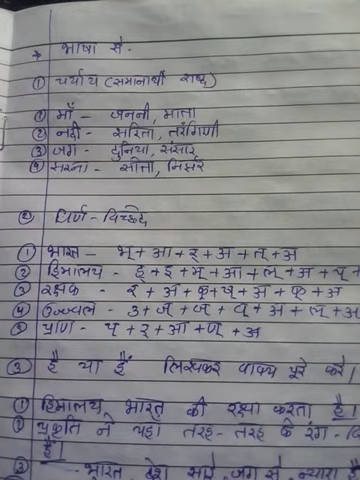 * भाषा से -
① पर्याय (समानार्थी शब्द)
① माँ - जननी, माता
② नदी - सरिता, तरंगिणी
③ जग - दुनिया, संसार
④ झरना - सोता, निर्झर
② वर्ण - विच्छेद
① भारत - भ् + आ + र् + अ + त् + अ
② हिमालय - ह् + इ + म् + आ + ल् + अ + य् +
③ रक्षक - र् + अ + क् + ष् + अ + क् + अ
④ उज्ज्वल - उ + ज् + ज् + व् + अ + ल् + अ
⑤ प्राण - प् + र् + आ + ण् + अ
③ है या हैं लिखकर वाक्य पूरे करें।
① हिमालय भारत की रक्षा करता है।
② प्रकृति ने यहाँ तरह-तरह के रंग -
है।
③ भारत देश सारे जग से न्यारा है